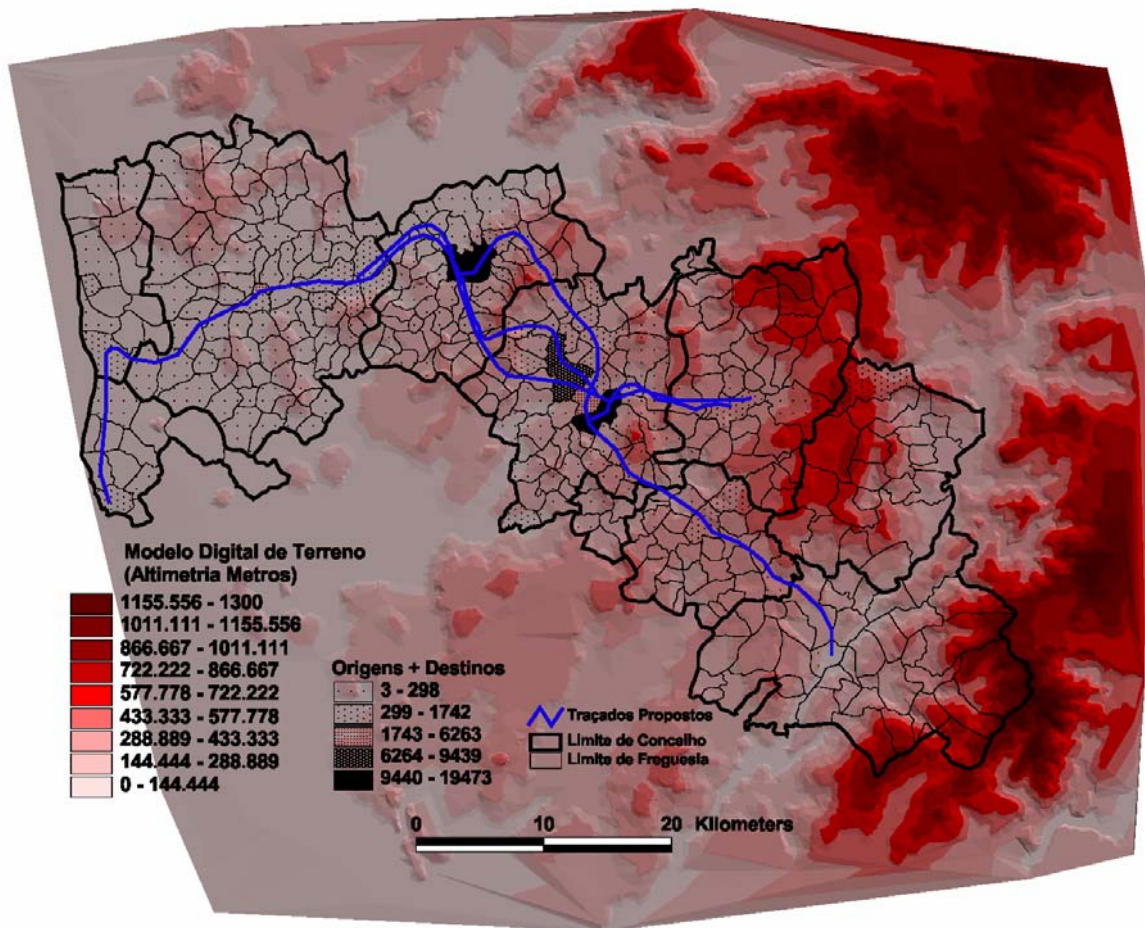 Modelo Digital de Terreno
(Altimetria Metros)
1155.556 - 1300
1011.111 - 1155.556
866.667 - 1011.111
722.222 - 866.667
577.778 - 722.222
433.333 - 577.778
288.889 - 433.333
144.444 - 288.889
0 - 144.444
Origens + Destinos
3 - 298
299 - 1742
1743 - 6263
6264 - 9439
9440 - 19473
Traçados Propostos
Limite de Concelho
Limite de Freguesia
0 10 20 Kilometers